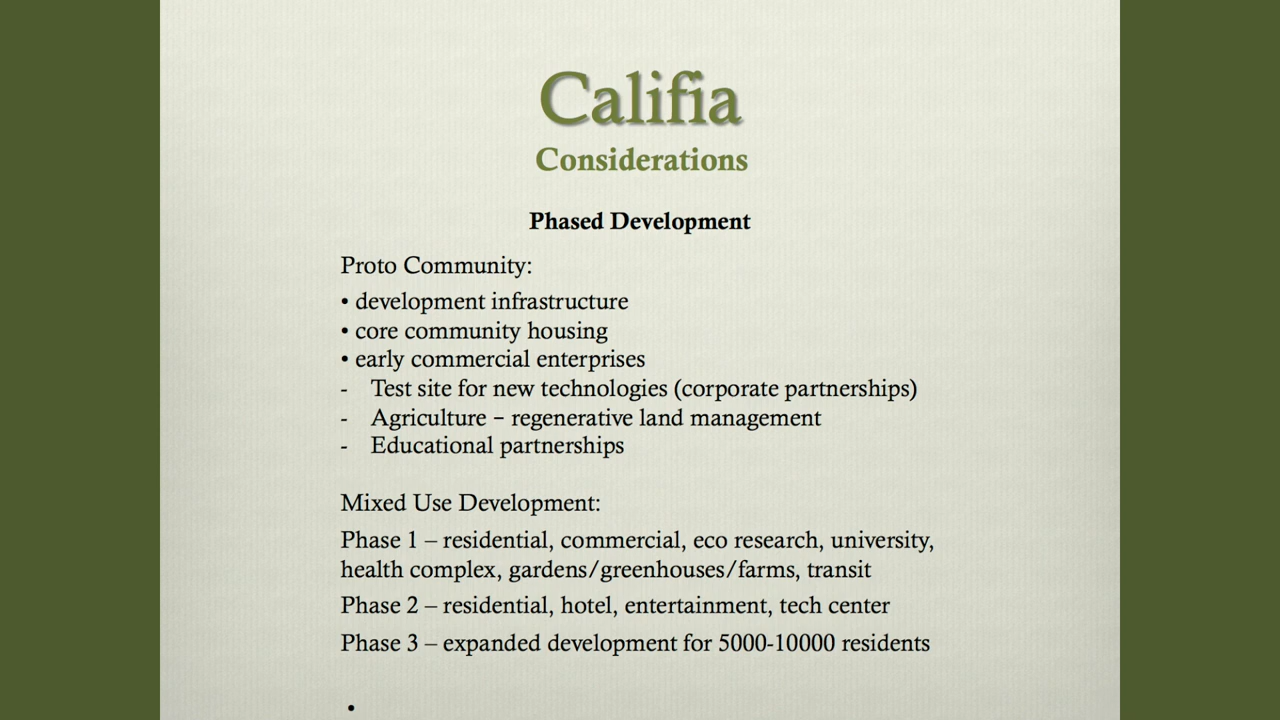 Califia
Considerations
Phased Development
Proto Community:
• development infrastructure
• core community housing
• early commercial enterprises
- Test site for new technologies (corporate partnerships)
- Agriculture – regenerative land management
- Educational partnerships
Mixed Use Development:
Phase 1 – residential, commercial, eco research, university,
health complex, gardens/greenhouses/farms, transit
Phase 2 – residential, hotel, entertainment, tech center
Phase 3 – expanded development for 5000-10000 residents
•